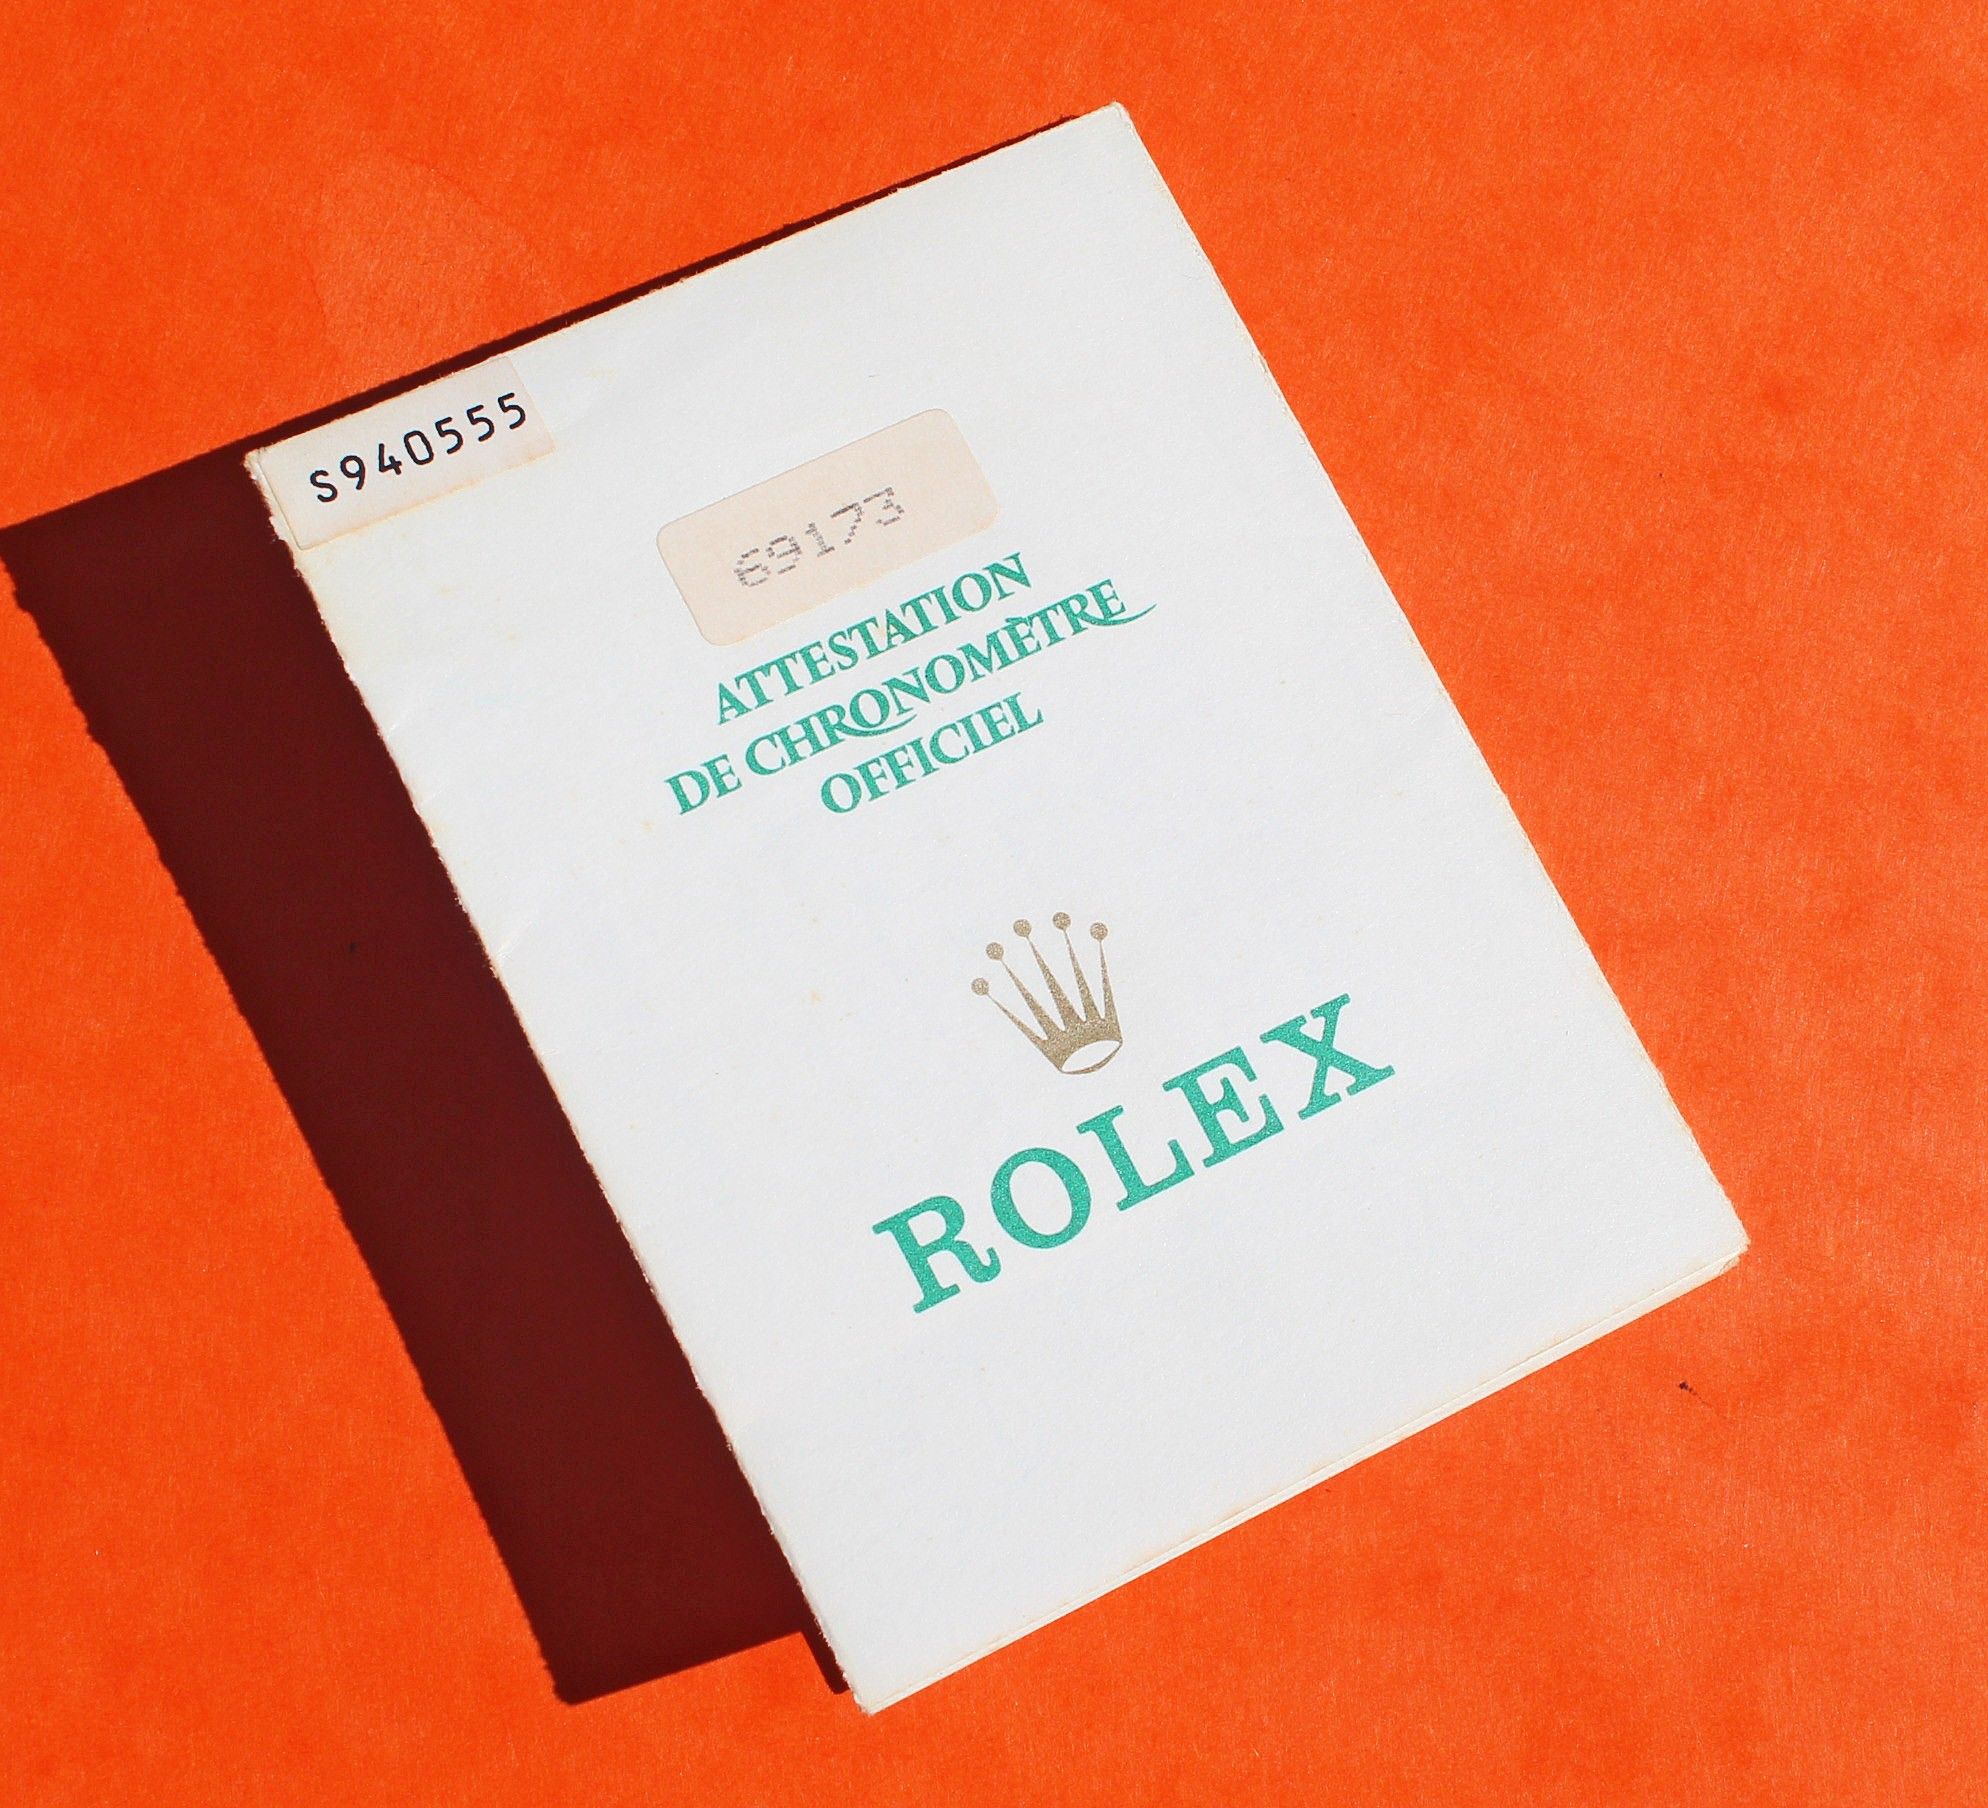 S940555
69173
ATTESTATION
DE CHRONOMÈTRE
OFFICIEL
ROLEX